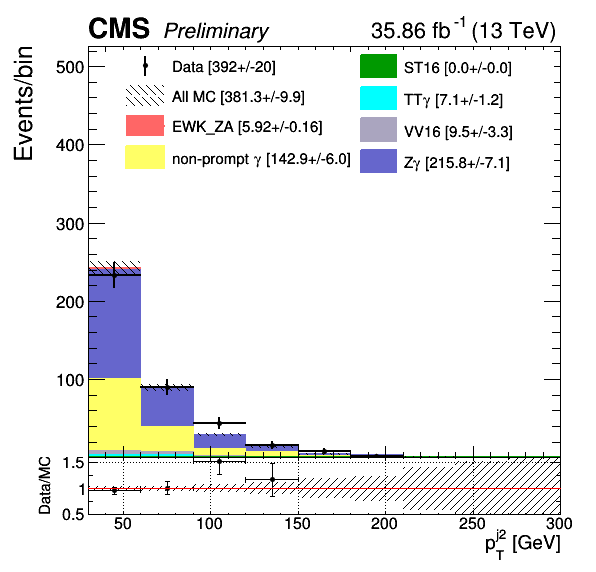 CMS Preliminary 35.86 fb⁻¹ (13 TeV)
Events/bin
500
400
300
200
100
Data [392+/-20]
All MC [381.3+/-9.9]
EWK_ZA [5.92+/-0.16]
non-prompt γ [142.9+/-6.0]
ST16 [0.0+/-0.0]
TTγ [7.1+/-1.2]
VV16 [9.5+/-3.3]
Zγ [215.8+/-7.1]
Data/MC
1.5
1
0.5
50 100 150 200 250 300
p_T^j2 [GeV]